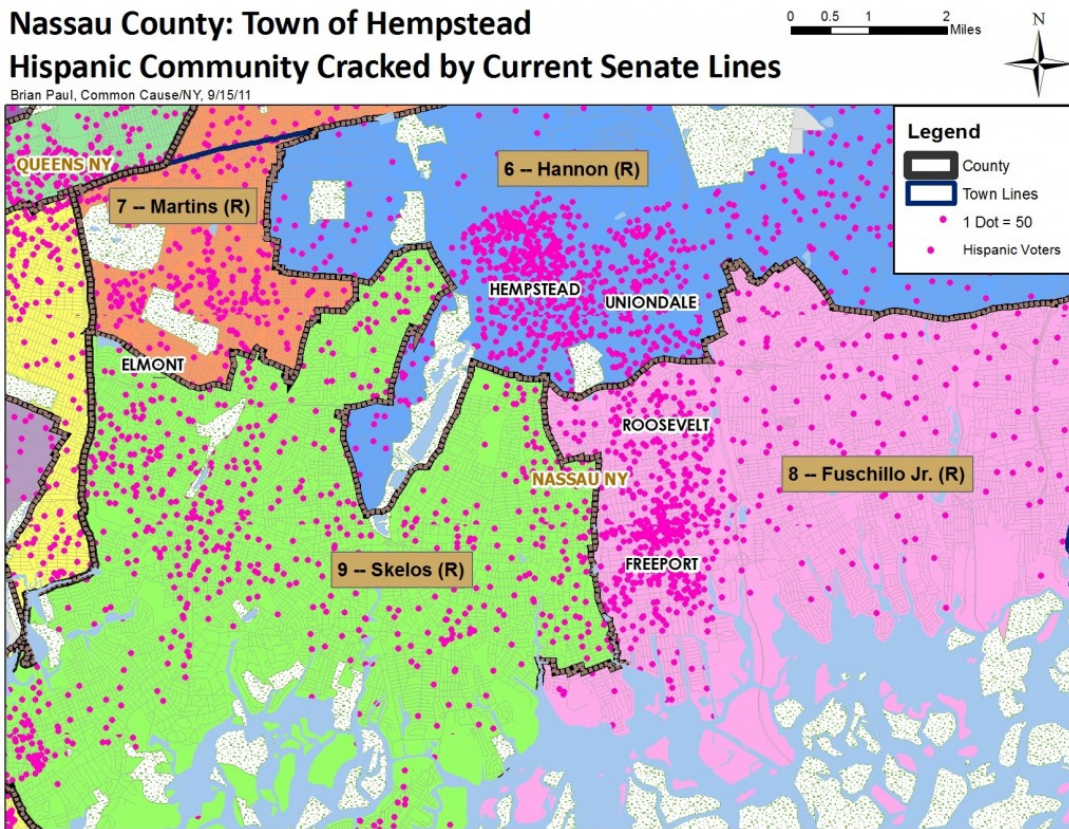 Nassau County: Town of Hempstead
Hispanic Community Cracked by Current Senate Lines
Brian Paul, Common Cause/NY, 9/15/11
0 0.5 1 2
Miles
N
Legend
County
Town Lines
1 Dot = 50
Hispanic Voters
QUEENS NY
6 -- Hannon (R)
7 -- Martins (R)
HEMPSTEAD
UNIONDALE
ELMONT
ROOSEVELT
NASSAU NY
8 -- Fuschillo Jr. (R)
9 -- Skelos (R)
FREEPORT